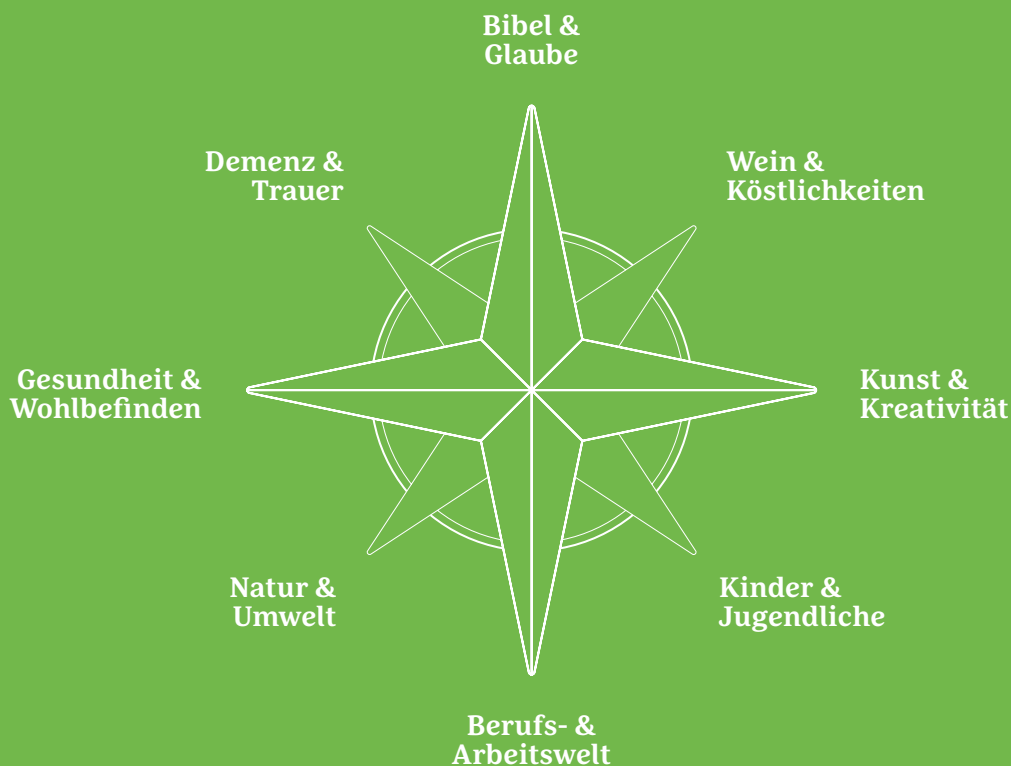 Bibel &
Glaube
Demenz &
Trauer
Wein &
Köstlichkeiten
Gesundheit &
Wohlbefinden
Kunst &
Kreativität
Natur &
Umwelt
Kinder &
Jugendliche
Berufs- &
Arbeitswelt